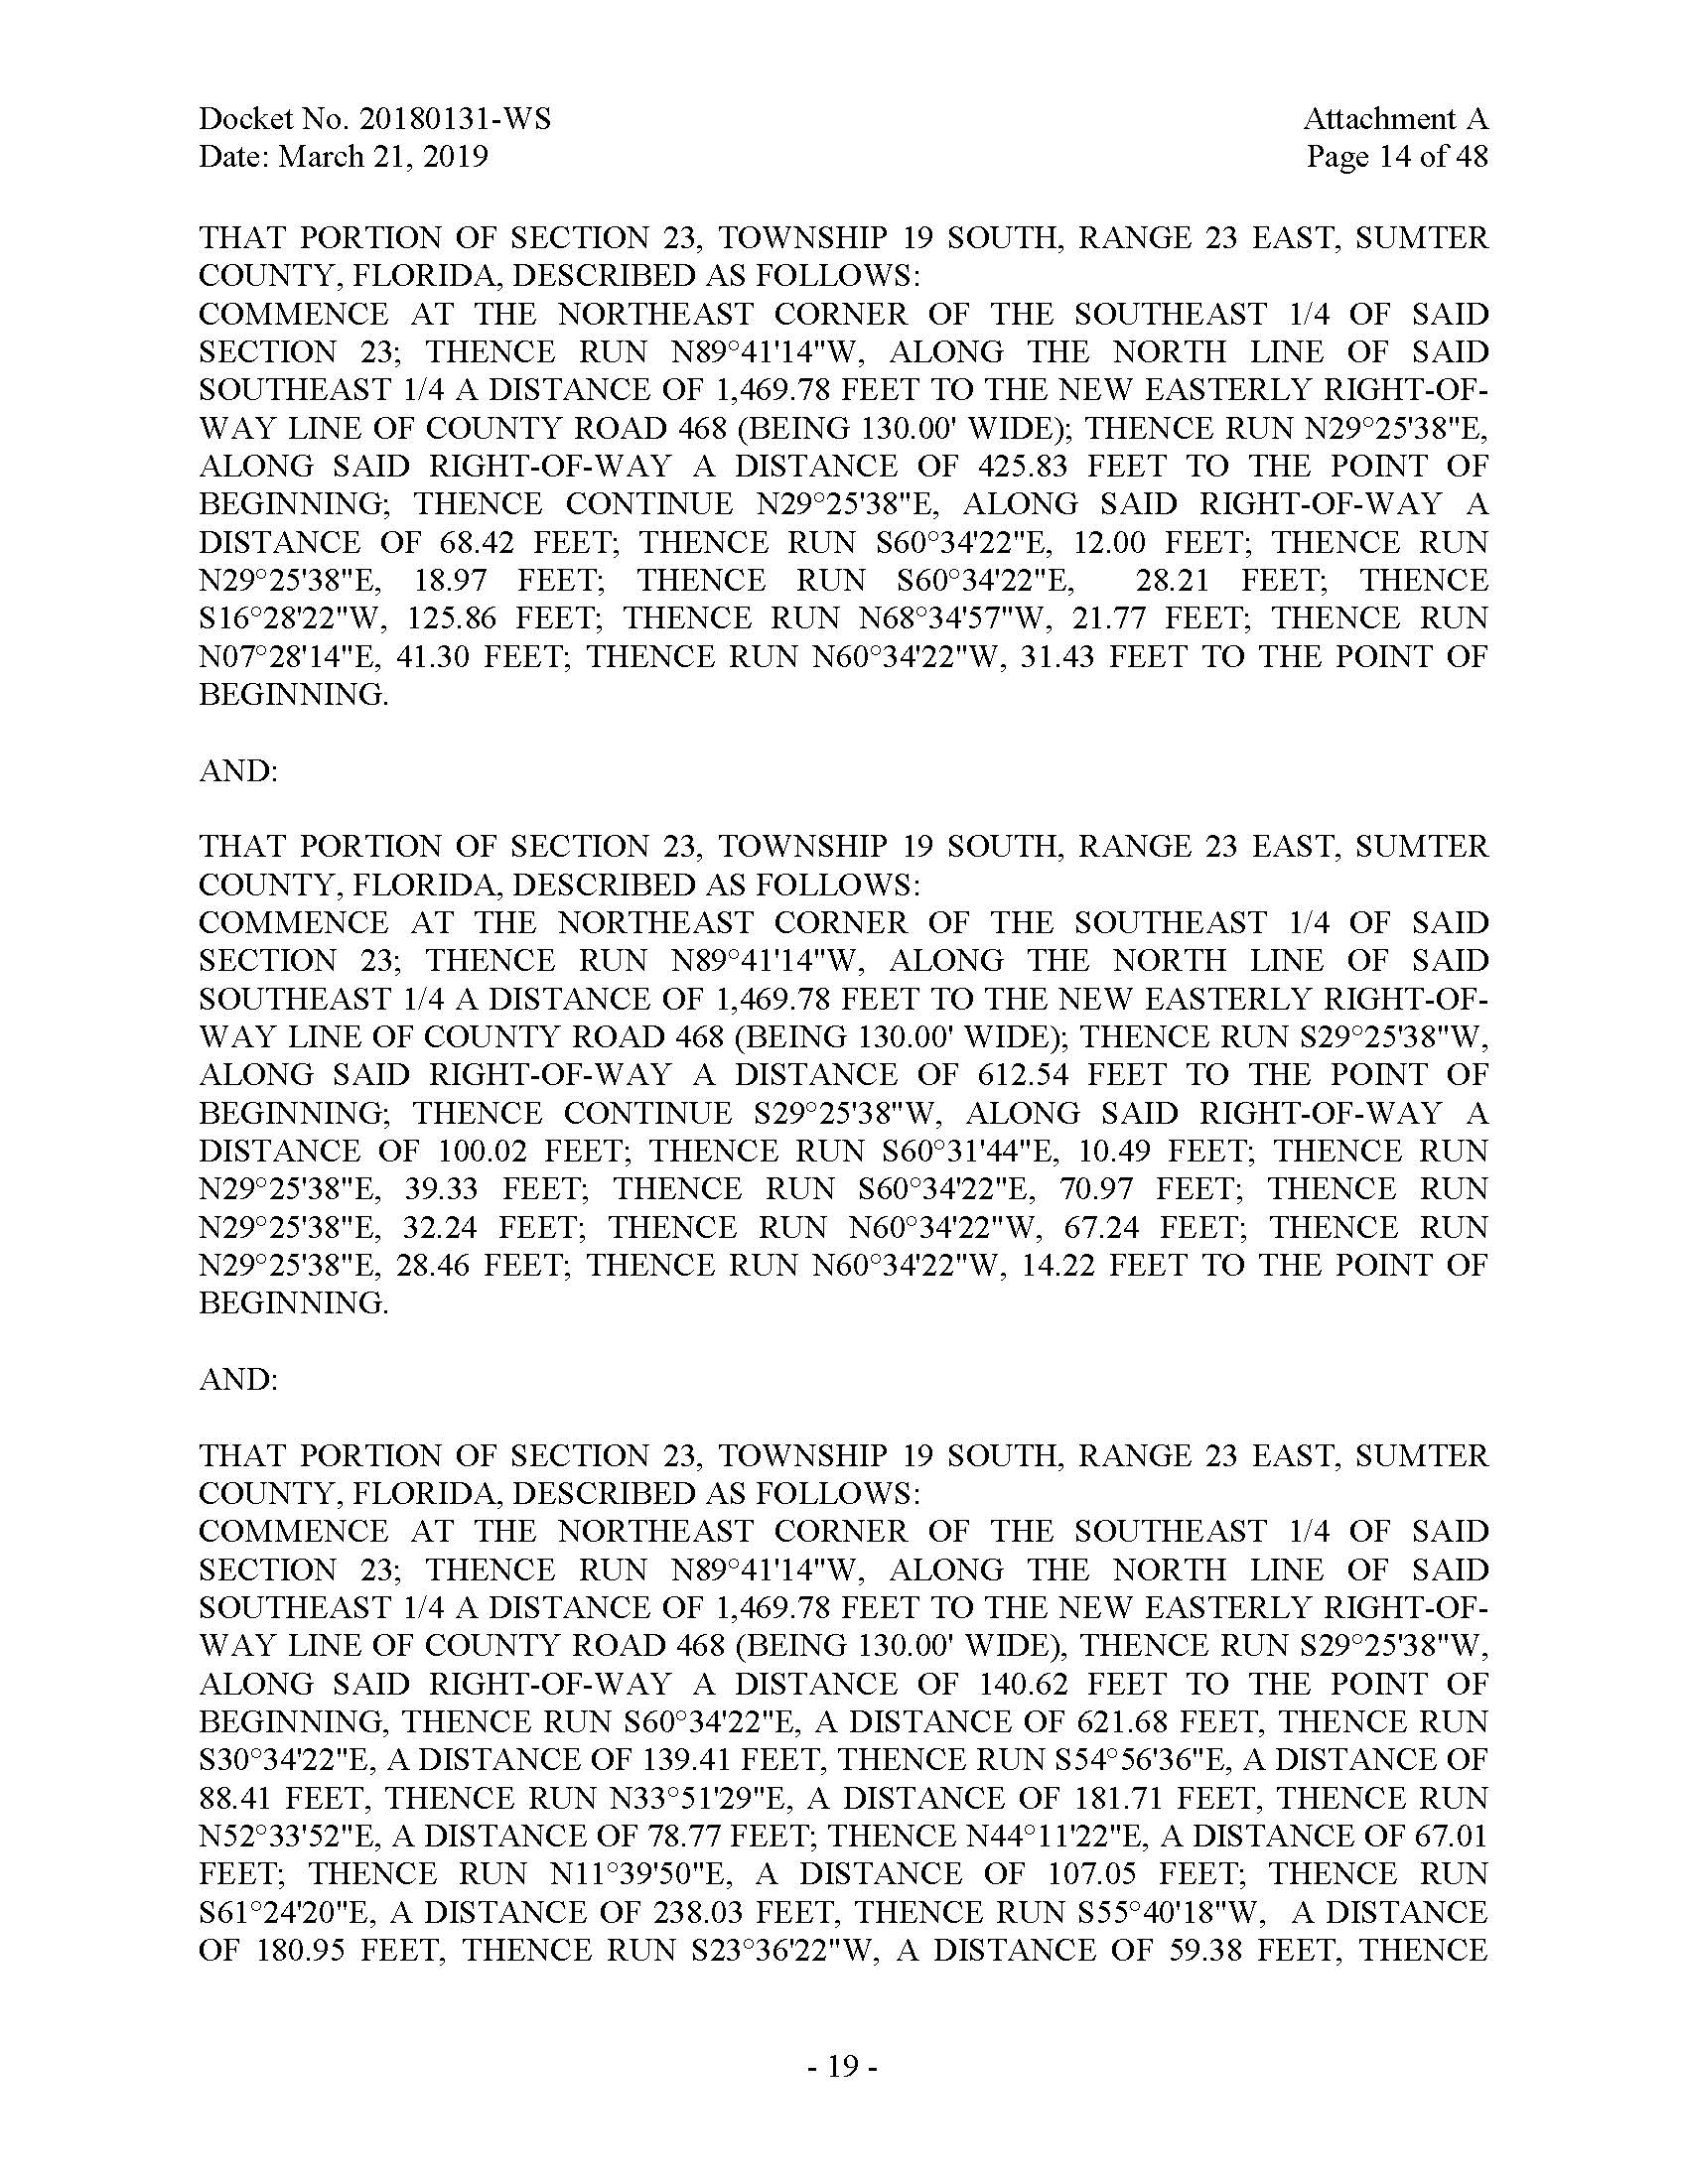 Docket No. 20180131-WS
Date: March 21, 2019
Attachment A
Page 14 of 48
THAT PORTION OF SECTION 23, TOWNSHIP 19 SOUTH, RANGE 23 EAST, SUMTER
COUNTY, FLORIDA, DESCRIBED AS FOLLOWS:
COMMENCE AT THE NORTHEAST CORNER OF THE SOUTHEAST 1/4 OF SAID
SECTION 23; THENCE RUN N89°41'14"W, ALONG THE NORTH LINE OF SAID
SOUTHEAST 1/4 A DISTANCE OF 1,469.78 FEET TO THE NEW EASTERLY RIGHT-OF-
WAY LINE OF COUNTY ROAD 468 (BEING 130.00' WIDE); THENCE RUN N29°25'38"E,
ALONG SAID RIGHT-OF-WAY A DISTANCE OF 425.83 FEET TO THE POINT OF
BEGINNING; THENCE CONTINUE N29°25'38"E, ALONG SAID RIGHT-OF-WAY A
DISTANCE OF 68.42 FEET; THENCE RUN S60°34'22"E, 12.00 FEET; THENCE RUN
N29°25'38"E, 18.97 FEET; THENCE RUN S60°34'22"E, 28.21 FEET; THENCE
S16°28'22"W, 125.86 FEET; THENCE RUN N68°34'57"W, 21.77 FEET; THENCE RUN
N07°28'14"E, 41.30 FEET; THENCE RUN N60°34'22"W, 31.43 FEET TO THE POINT OF
BEGINNING.
AND:
THAT PORTION OF SECTION 23, TOWNSHIP 19 SOUTH, RANGE 23 EAST, SUMTER
COUNTY, FLORIDA, DESCRIBED AS FOLLOWS:
COMMENCE AT THE NORTHEAST CORNER OF THE SOUTHEAST 1/4 OF SAID
SECTION 23; THENCE RUN N89°41'14"W, ALONG THE NORTH LINE OF SAID
SOUTHEAST 1/4 A DISTANCE OF 1,469.78 FEET TO THE NEW EASTERLY RIGHT-OF-
WAY LINE OF COUNTY ROAD 468 (BEING 130.00' WIDE); THENCE RUN S29°25'38"W,
ALONG SAID RIGHT-OF-WAY A DISTANCE OF 612.54 FEET TO THE POINT OF
BEGINNING; THENCE CONTINUE S29°25'38"W, ALONG SAID RIGHT-OF-WAY A
DISTANCE OF 100.02 FEET; THENCE RUN S60°31'44"E, 10.49 FEET; THENCE RUN
N29°25'38"E, 39.33 FEET; THENCE RUN S60°34'22"E, 70.97 FEET; THENCE RUN
N29°25'38"E, 32.24 FEET; THENCE RUN N60°34'22"W, 67.24 FEET; THENCE RUN
N29°25'38"E, 28.46 FEET; THENCE RUN N60°34'22"W, 14.22 FEET TO THE POINT OF
BEGINNING.
AND:
THAT PORTION OF SECTION 23, TOWNSHIP 19 SOUTH, RANGE 23 EAST, SUMTER
COUNTY, FLORIDA, DESCRIBED AS FOLLOWS:
COMMENCE AT THE NORTHEAST CORNER OF THE SOUTHEAST 1/4 OF SAID
SECTION 23; THENCE RUN N89°41'14"W, ALONG THE NORTH LINE OF SAID
SOUTHEAST 1/4 A DISTANCE OF 1,469.78 FEET TO THE NEW EASTERLY RIGHT-OF-
WAY LINE OF COUNTY ROAD 468 (BEING 130.00' WIDE), THENCE RUN S29°25'38"W,
ALONG SAID RIGHT-OF-WAY A DISTANCE OF 140.62 FEET TO THE POINT OF
BEGINNING, THENCE RUN S60°34'22"E, A DISTANCE OF 621.68 FEET, THENCE RUN
S30°34'22"E, A DISTANCE OF 139.41 FEET, THENCE RUN S54°56'36"E, A DISTANCE OF
88.41 FEET, THENCE RUN N33°51'29"E, A DISTANCE OF 181.71 FEET, THENCE RUN
N52°33'52"E, A DISTANCE OF 78.77 FEET; THENCE N44°11'22"E, A DISTANCE OF 67.01
FEET; THENCE RUN N11°39'50"E, A DISTANCE OF 107.05 FEET; THENCE RUN
S61°24'20"E, A DISTANCE OF 238.03 FEET, THENCE RUN S55°40'18"W, A DISTANCE
OF 180.95 FEET, THENCE RUN S23°36'22"W, A DISTANCE OF 59.38 FEET, THENCE
- 19 -